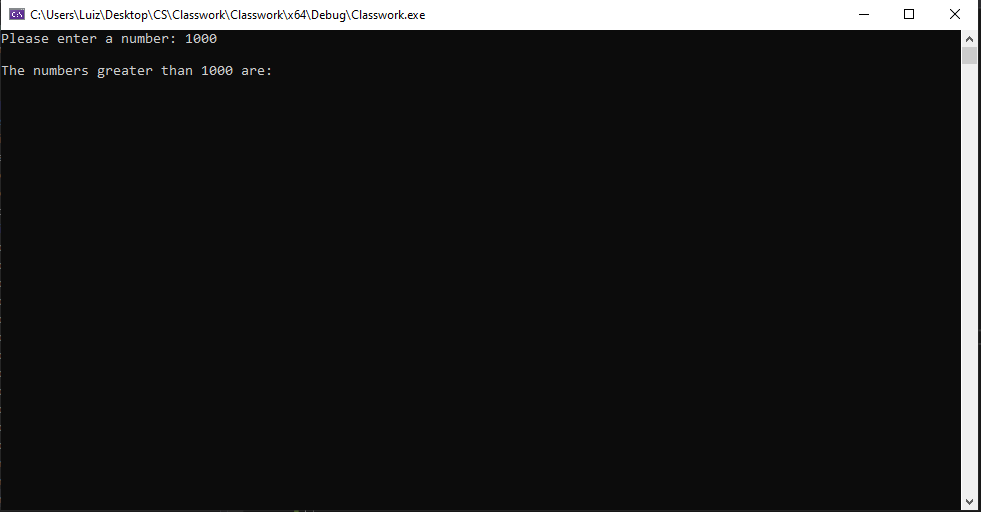 C:\Users\Luiz\Desktop\CS\Classwork\Classwork\x64\Debug\Classwork.exe
Please enter a number: 1000
The numbers greater than 1000 are: